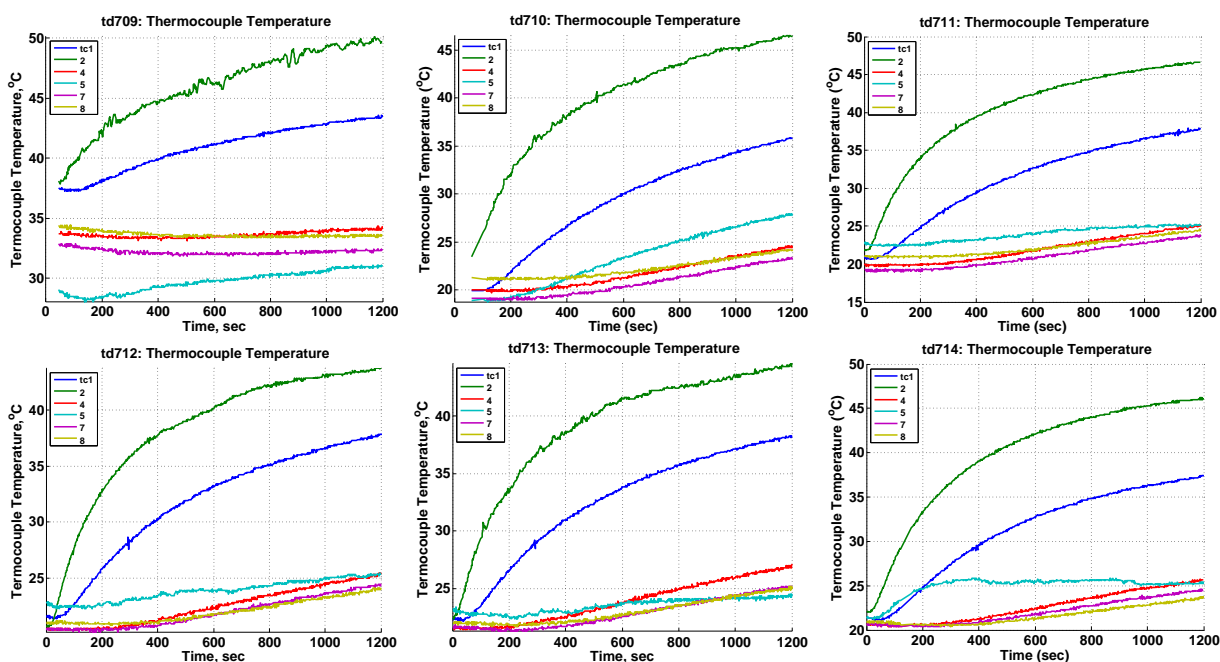 td709: Thermocouple Temperature
Termocouple Temperature,°C
50
45
40
35
30
tc1
2
4
5
7
8
0 200 400 600 800 1000 1200
Time, sec
td710: Thermocouple Temperature
Termocouple Temperature (°C)
45
40
35
30
25
20
tc1
2
4
5
7
8
0 200 400 600 800 1000 1200
Time (sec)
td711: Thermocouple Temperature
Termocouple Temperature (°C)
50
45
40
35
30
25
20
15
tc1
2
4
5
7
8
0 200 400 600 800 1000 1200
Time (sec)
td712: Thermocouple Temperature
Termocouple Temperature,°C
40
35
30
25
tc1
2
4
5
7
8
0 200 400 600 800 1000 1200
Time, sec
td713: Thermocouple Temperature
Termocouple Temperature,°C
40
35
30
25
tc1
2
4
5
7
8
0 200 400 600 800 1000 1200
Time, sec
td714: Thermocouple Temperature
Termocouple Temperature (°C)
50
45
40
35
30
25
20
tc1
2
4
5
7
8
0 200 400 600 800 1000 1200
Time (sec)